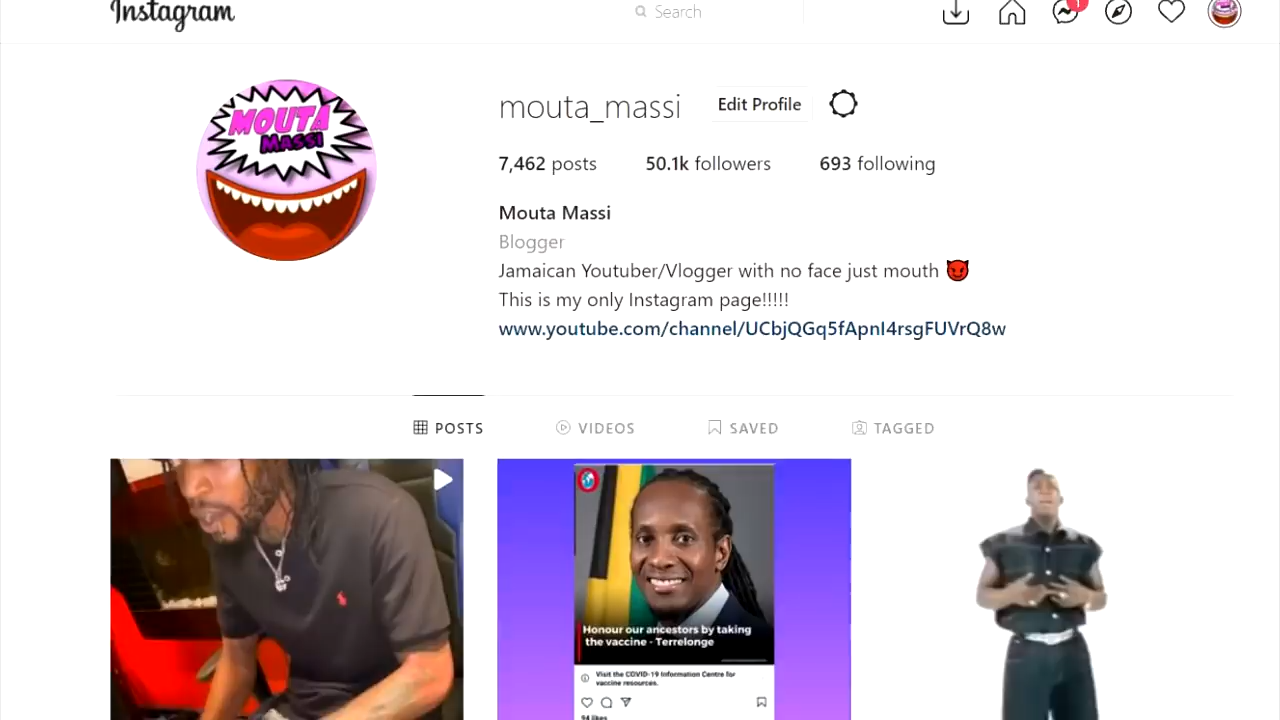 Instagram
Search
1
MOUTA
MASSI
mouta_massi
Edit Profile
7,462 posts
50.1k followers
693 following
Mouta Massi
Blogger
Jamaican Youtuber/Vlogger with no face just mouth 😈
This is my only Instagram page!!!!!
www.youtube.com/channel/UCbjQGq5fApnI4rsgFUVrQ8w
POSTS
VIDEOS
SAVED
TAGGED
Honour our ancestors by taking
the vaccine - Terrelonge
Visit the COVID-19 Information Centre for
vaccine resources.
94 likes